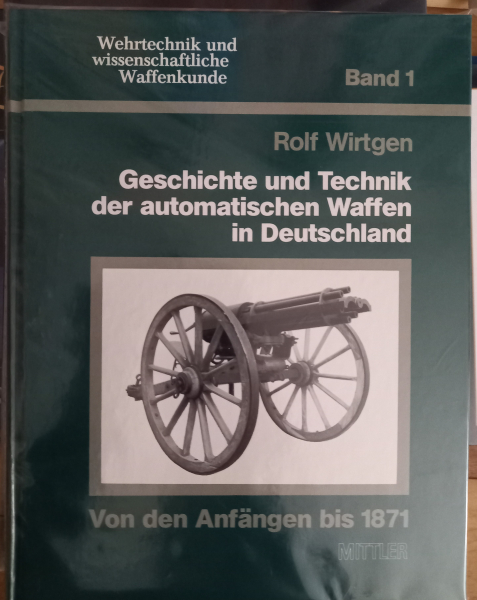 Wehrtechnik und
wissenschaftliche
Waffenkunde
Band 1
Rolf Wirtgen
Geschichte und Technik
der automatischen Waffen
in Deutschland
Von den Anfängen bis 1871
MITTLER